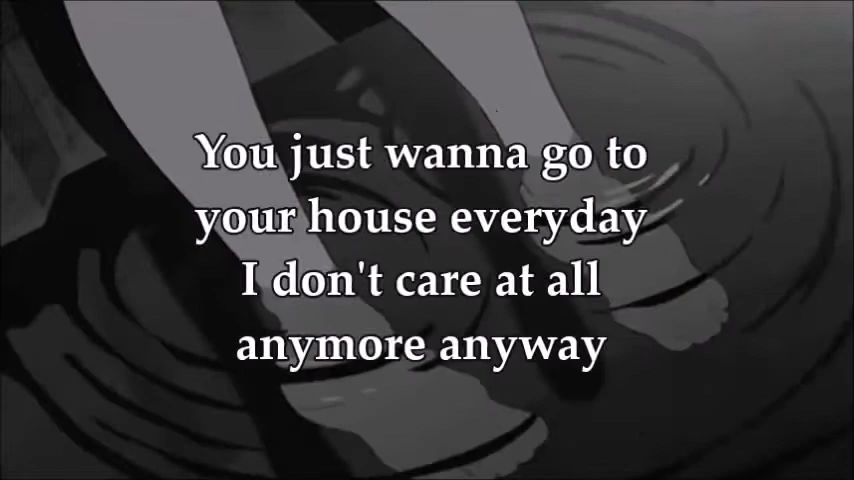 You just wanna go to
your house everyday
I don't care at all
anymore anyway